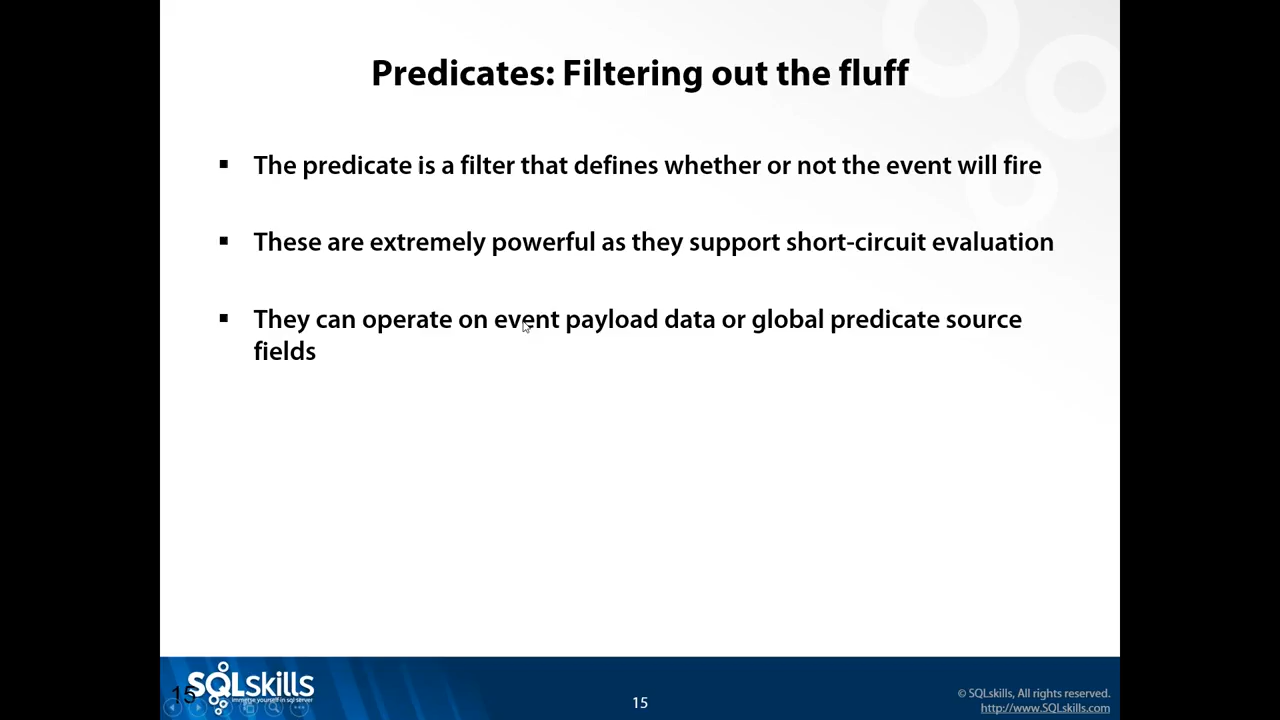 Predicates: Filtering out the fluff
▪ The predicate is a filter that defines whether or not the event will fire
▪ These are extremely powerful as they support short-circuit evaluation
▪ They can operate on event payload data or global predicate source
fields
15
SQLskills
immerse yourself in sql server
15
© SQLskills, All rights reserved.
http://www.SQLskills.com